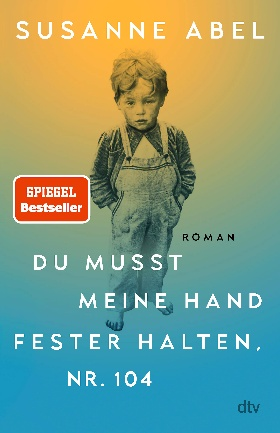 SUSANNE ABEL
SPIEGEL
Bestseller
ROMAN
DU MUSST
MEINE HAND
FESTER HALTEN,
NR. 104
dtv